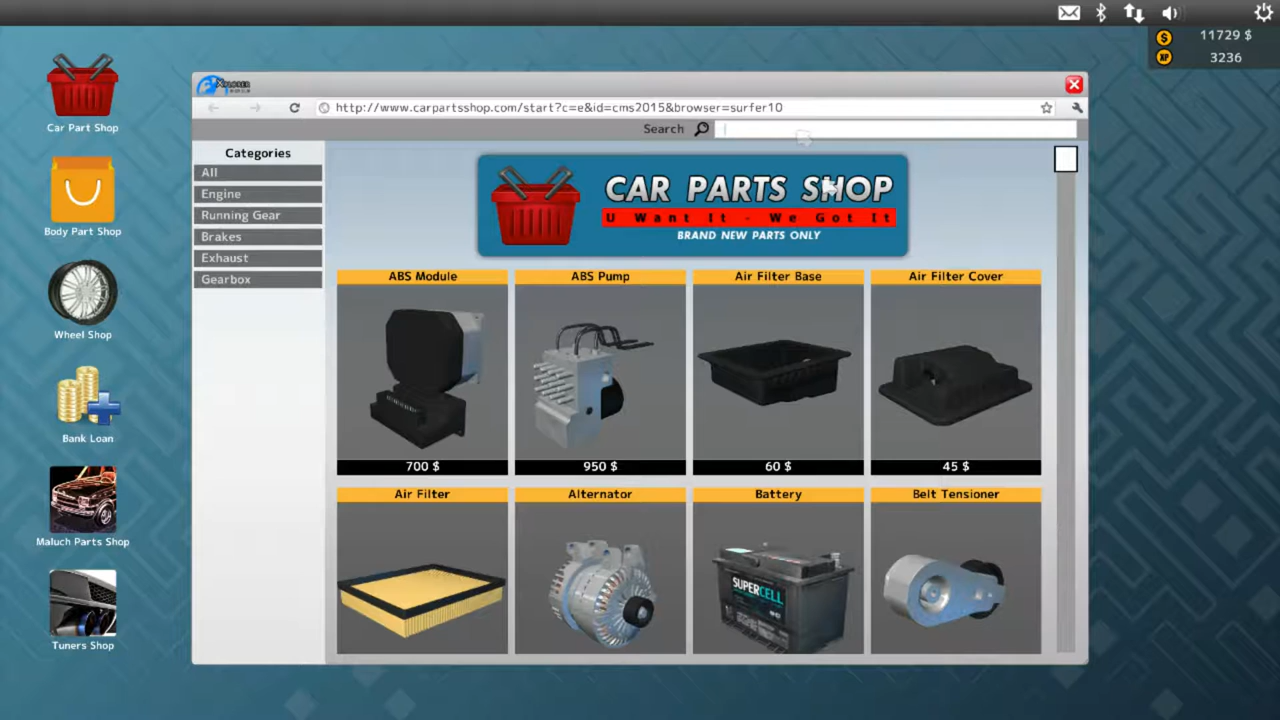 11729 $
3236
Car Part Shop
Body Part Shop
Wheel Shop
Bank Loan
Maluch Parts Shop
Tuners Shop
XPLORER
http://www.carpartsshop.com/start?c=e&id=cms2015&browser=surfer10
Search
Categories
All
Engine
Running Gear
Brakes
Exhaust
Gearbox
CAR PARTS SHOP
U Want It - We Got It
BRAND NEW PARTS ONLY
ABS Module
ABS Pump
Air Filter Base
Air Filter Cover
700 $
950 $
60 $
45 $
Air Filter
Alternator
Battery
Belt Tensioner
SUPERCELL